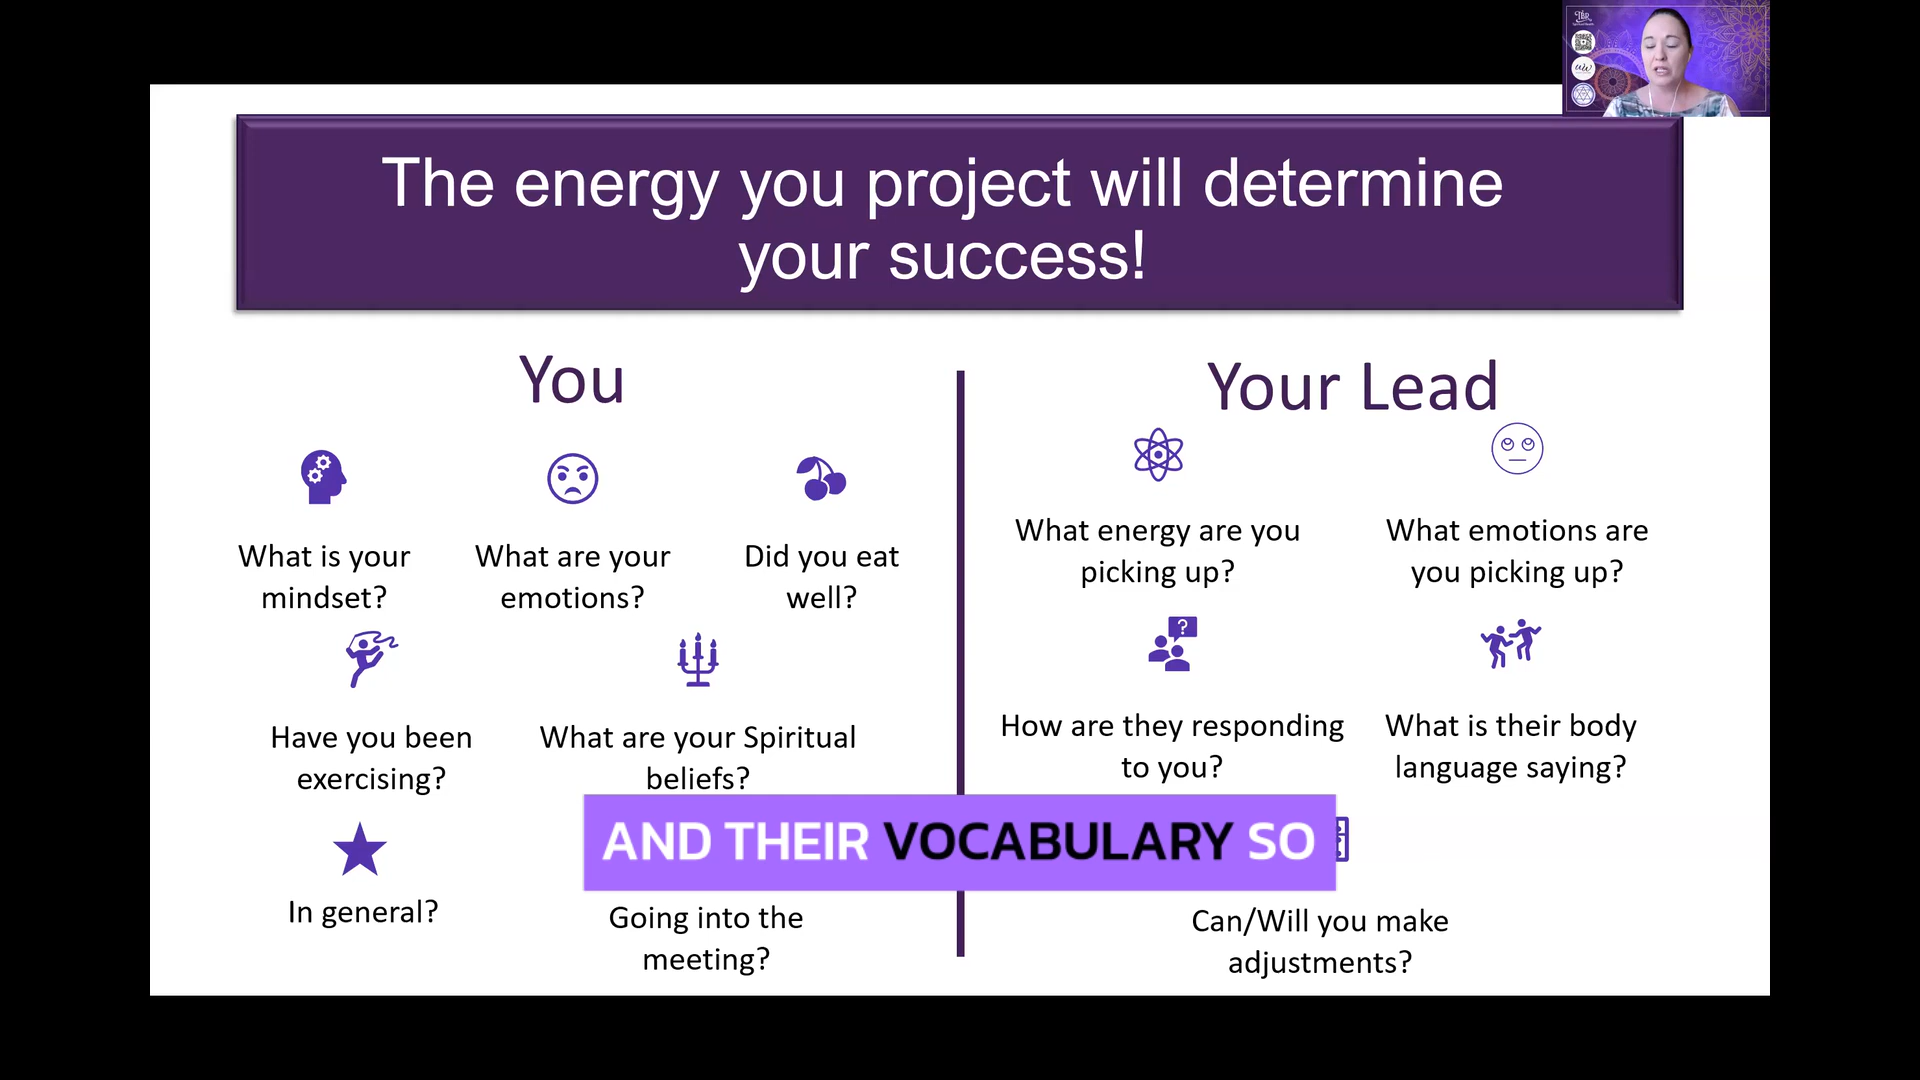 The energy you project will determine
your success!
You
What is your
mindset?
What are your
emotions?
Did you eat
well?
Have you been
exercising?
What are your Spiritual
beliefs?
In general?
Going into the
meeting?
Your Lead
What energy are you
picking up?
What emotions are
you picking up?
?
How are they responding
to you?
What is their body
language saying?
Can/Will you make
adjustments?
AND THEIR VOCABULARY SO